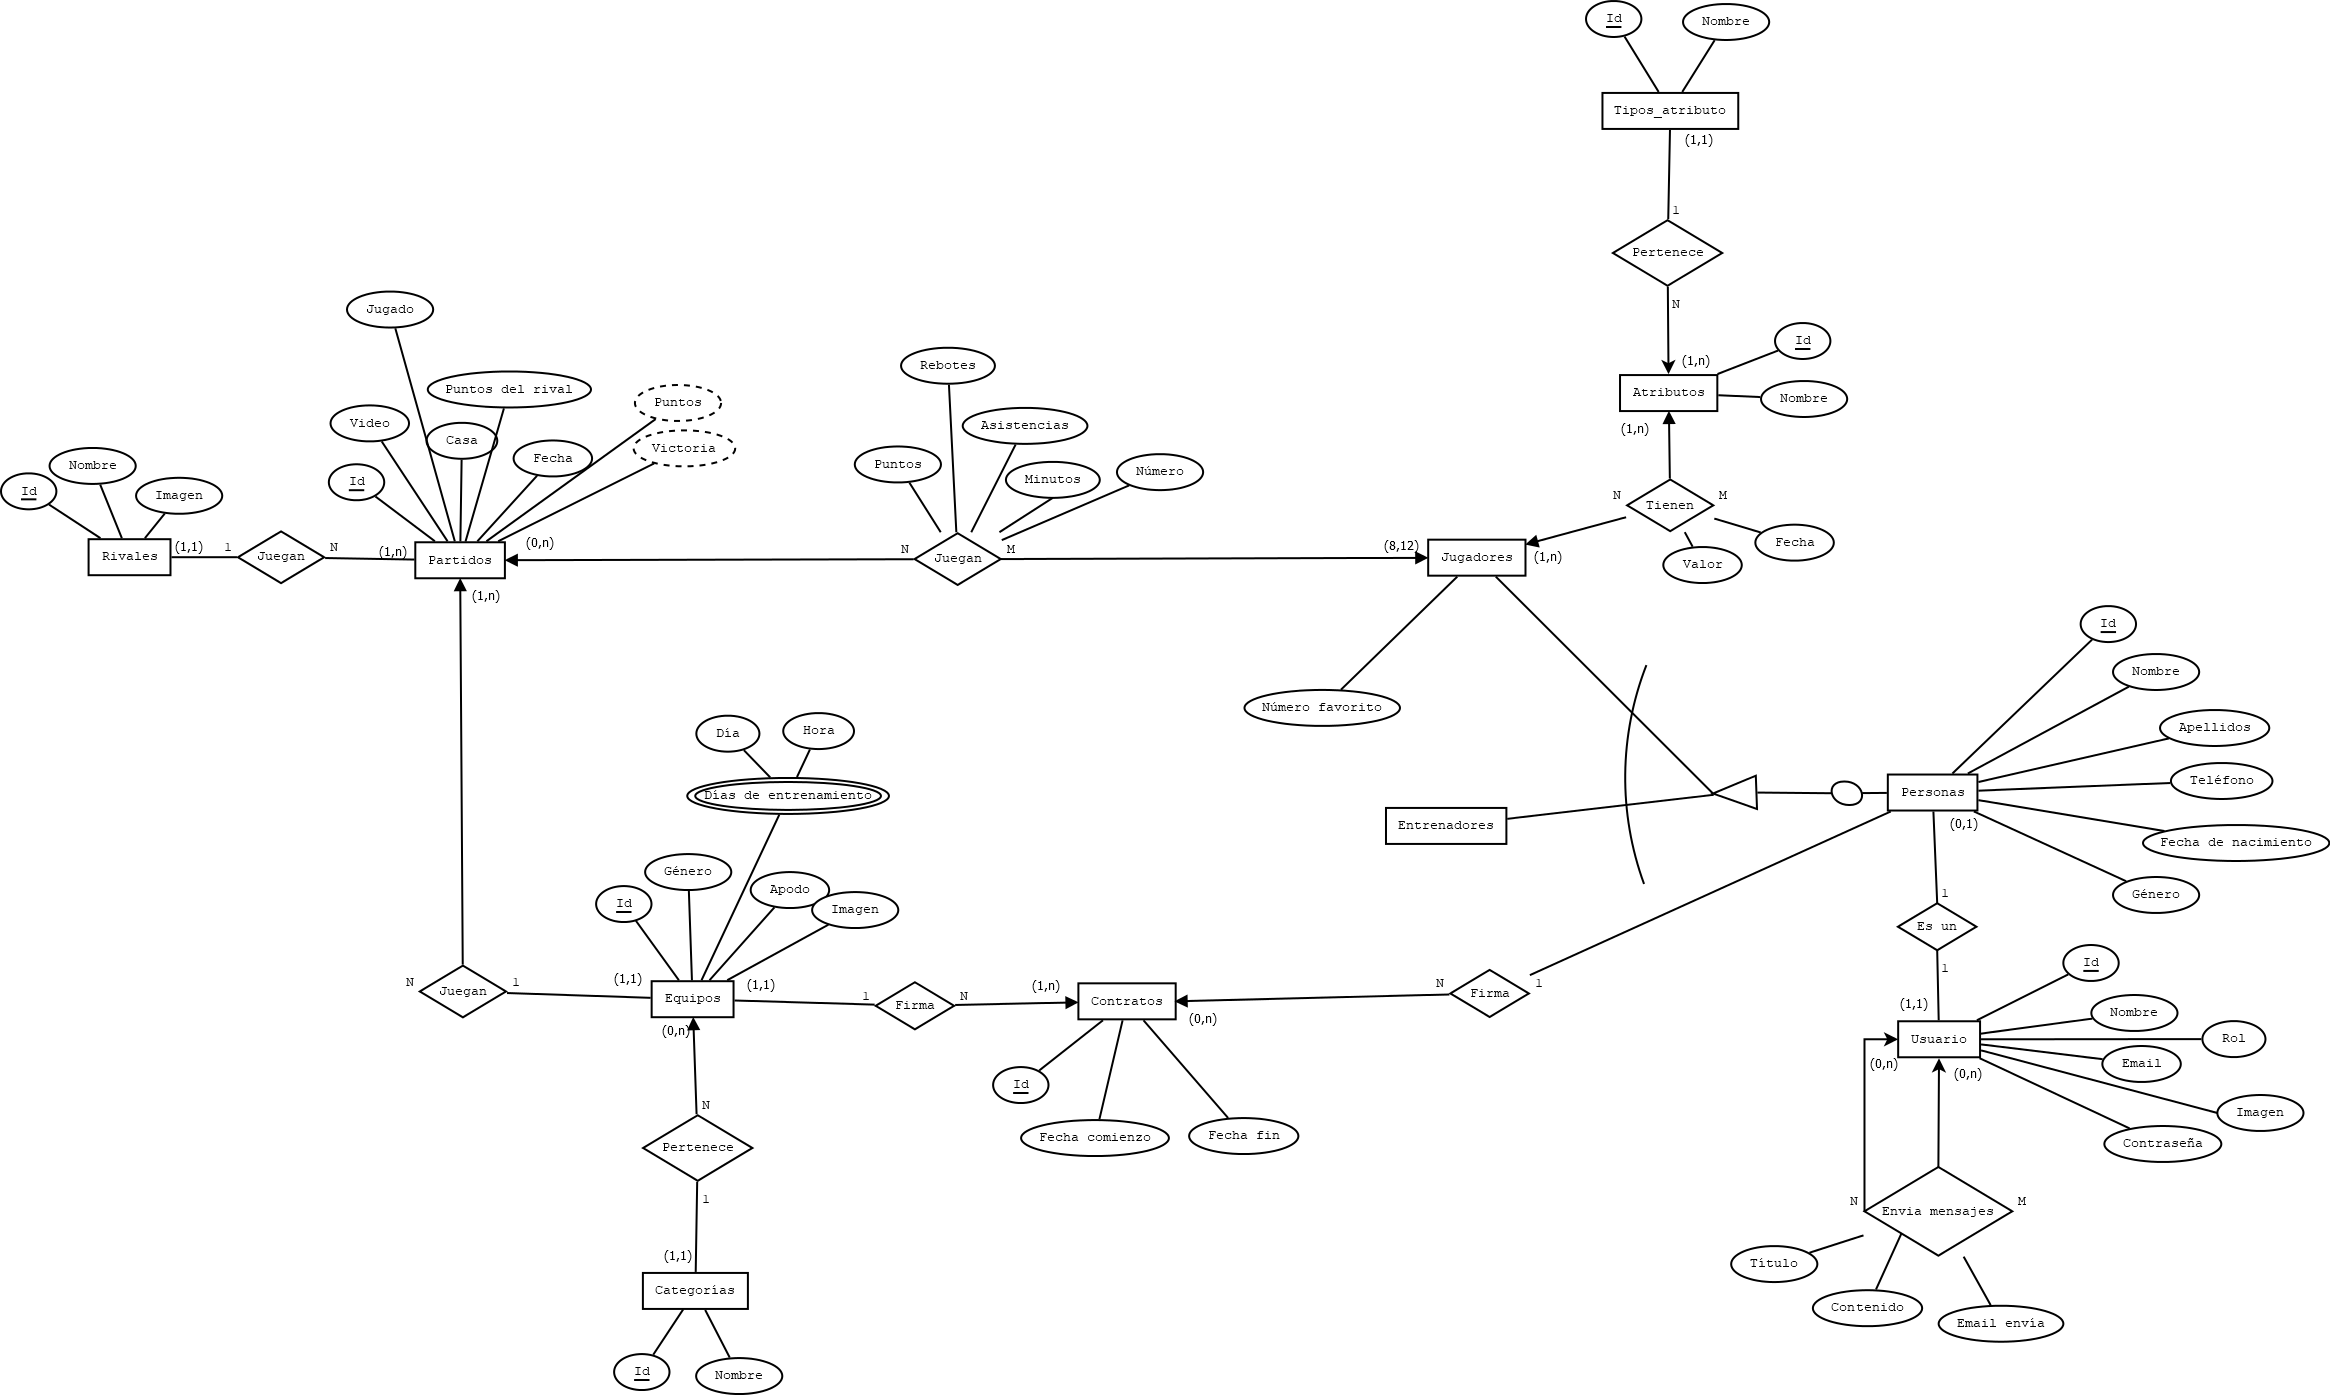 Id
Nombre
Tipos_atributo
(1,1)
1
Pertenece
N
(1,n)
Id
Atributos
Nombre
(1,n)
N
M
Tienen
Fecha
Valor
(1,n)
Jugado
Puntos del rival
Puntos
Video
Casa
Victoria
Fecha
Id
Nombre
Id
Imagen
Rivales
(1,1)
1
Juegan
N
(1,n)
Partidos
(0,n)
(1,n)
Rebotes
Asistencias
Puntos
Minutos
Número
N
Juegan
M
(8,12)
Jugadores
Número favorito
Entrenadores
Id
Nombre
Apellidos
Teléfono
Personas
(0,1)
Fecha de nacimiento
Género
1
Es un
1
(1,1)
Id
Nombre
Rol
Usuario
Email
(0,n)
(0,n)
Imagen
Contraseña
N
Envia mensajes
M
Título
Contenido
Email envía
Día
Hora
Días de entrenamiento
Género
Apodo
Id
Imagen
N
Juegan
1
(1,1)
Equipos
(1,1)
1
Firma
N
(1,n)
Contratos
(0,n)
N
Firma
1
Id
Fecha comienzo
Fecha fin
(0,n)
N
Pertenece
1
(1,1)
Categorías
Id
Nombre